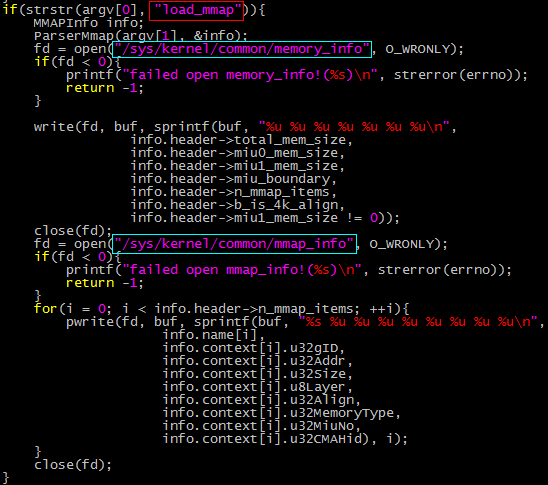 if(strstr(argv[0], "load_mmap")){
    MMAPInfo info;
    ParserMmap(argv[1], &info);
    fd = open("/sys/kernel/common/memory_info", O_WRONLY);
    if(fd < 0){
        printf("failed open memory_info!(%s)\n", strerror(errno));
        return -1;
    }

    write(fd, buf, sprintf(buf, "%u %u %u %u %u %u %u\n",
                info.header->total_mem_size,
                info.header->miu0_mem_size,
                info.header->miu1_mem_size,
                info.header->miu_boundary,
                info.header->n_mmap_items,
                info.header->b_is_4k_align,
                info.header->miu1_mem_size != 0));
    close(fd);
    fd = open("/sys/kernel/common/mmap_info", O_WRONLY);
    if(fd < 0){
        printf("failed open mmap_info!(%s)\n", strerror(errno));
        return -1;
    }
    for(i = 0; i < info.header->n_mmap_items; ++i){
        pwrite(fd, buf, sprintf(buf, "%s %u %u %u %u %u %u %u %u\n",
                    info.name[i],
                    info.context[i].u32gID,
                    info.context[i].u32Addr,
                    info.context[i].u32Size,
                    info.context[i].u8Layer,
                    info.context[i].u32Align,
                    info.context[i].u32MemoryType,
                    info.context[i].u32MiuNo,
                    info.context[i].u32CMAHid), i);
    }
    close(fd);
}